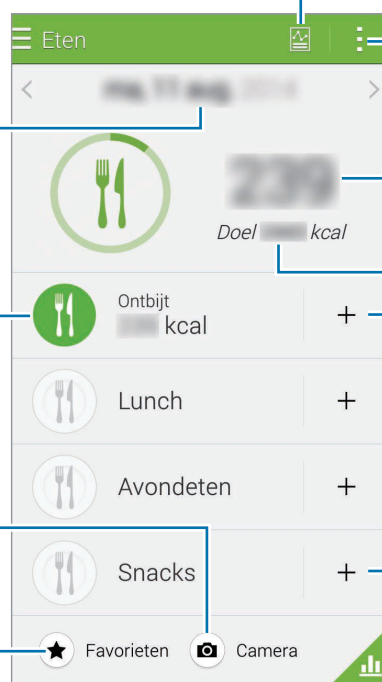 Eten
Doel kcal
Ontbijt
kcal
+
Lunch
+
Avondeten
+
Snacks
+
Favorieten Camera